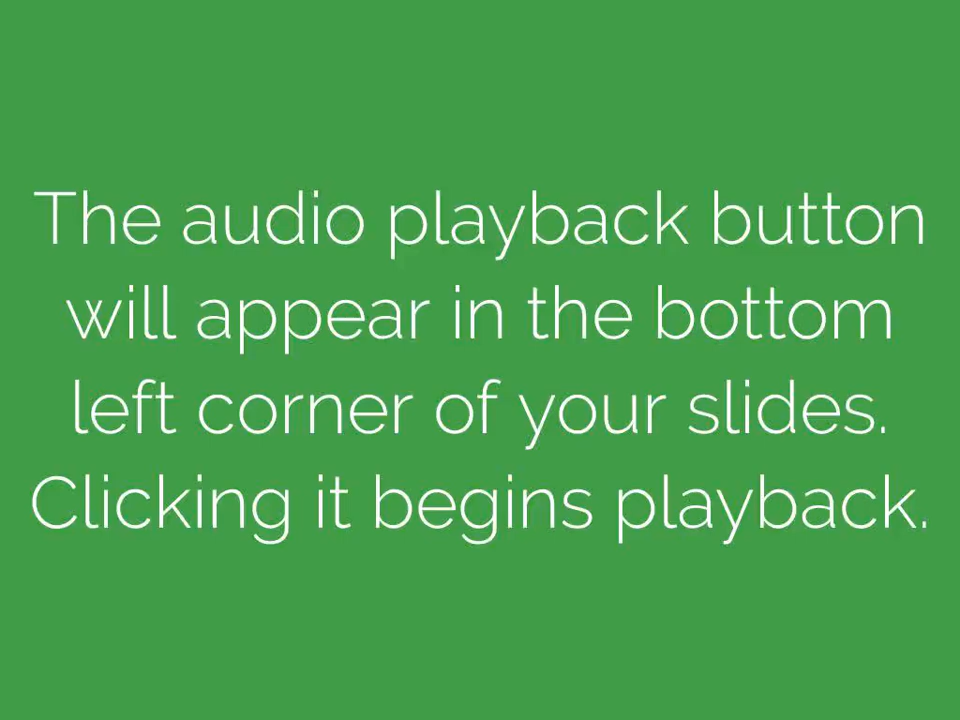 The audio playback button
will appear in the bottom
left corner of your slides.
Clicking it begins playback.